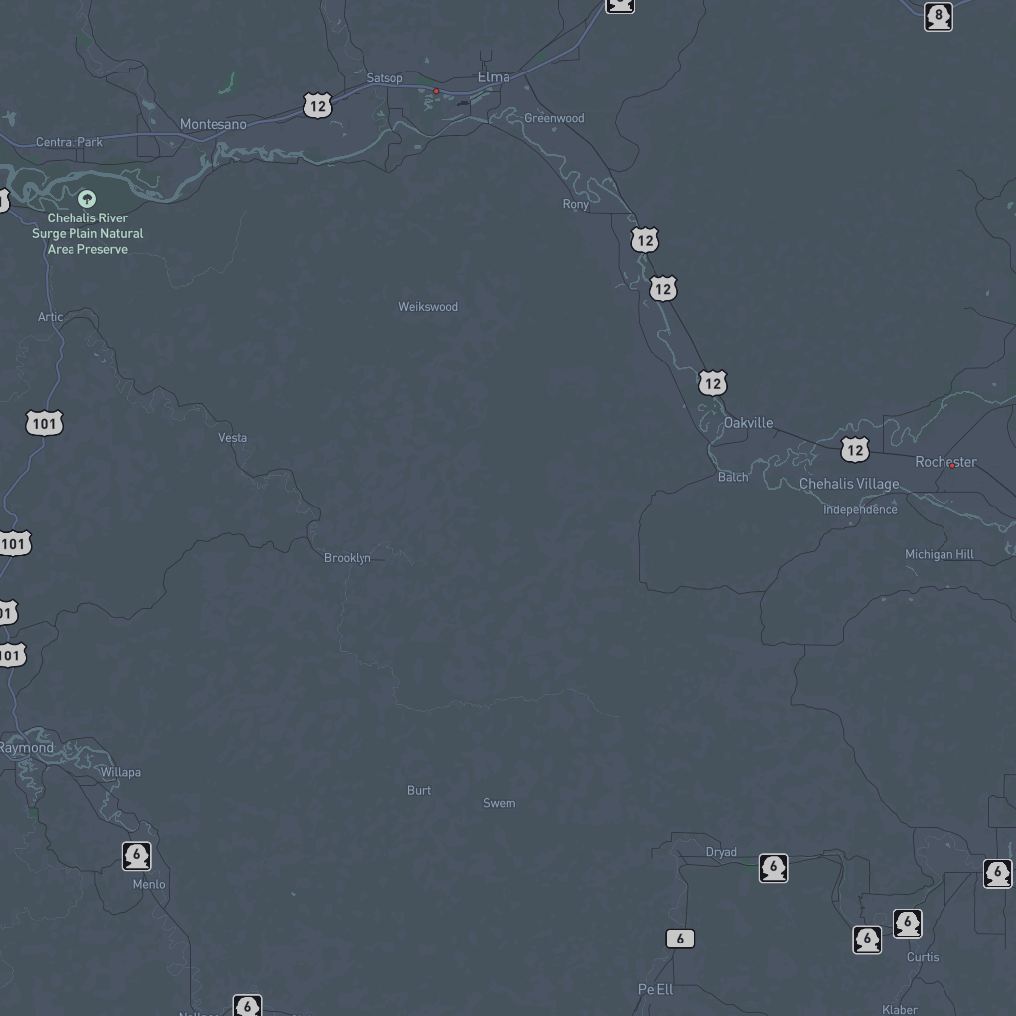 8
Satsop
Elma
12
Montesano
Greenwood
Central Park
Chehalis River
Surge Plain Natural
Area Preserve
Rony
12
12
Weikswood
Artic
12
101
Oakville
Vesta
12
Rochester
Balch
Chehalis Village
Independence
101
Brooklyn
Michigan Hill
01
101
Raymond
Willapa
Burt
Swem
Dryad
6
6
6
Menlo
6
6
6
Curtis
Pe Ell
6
Klaber